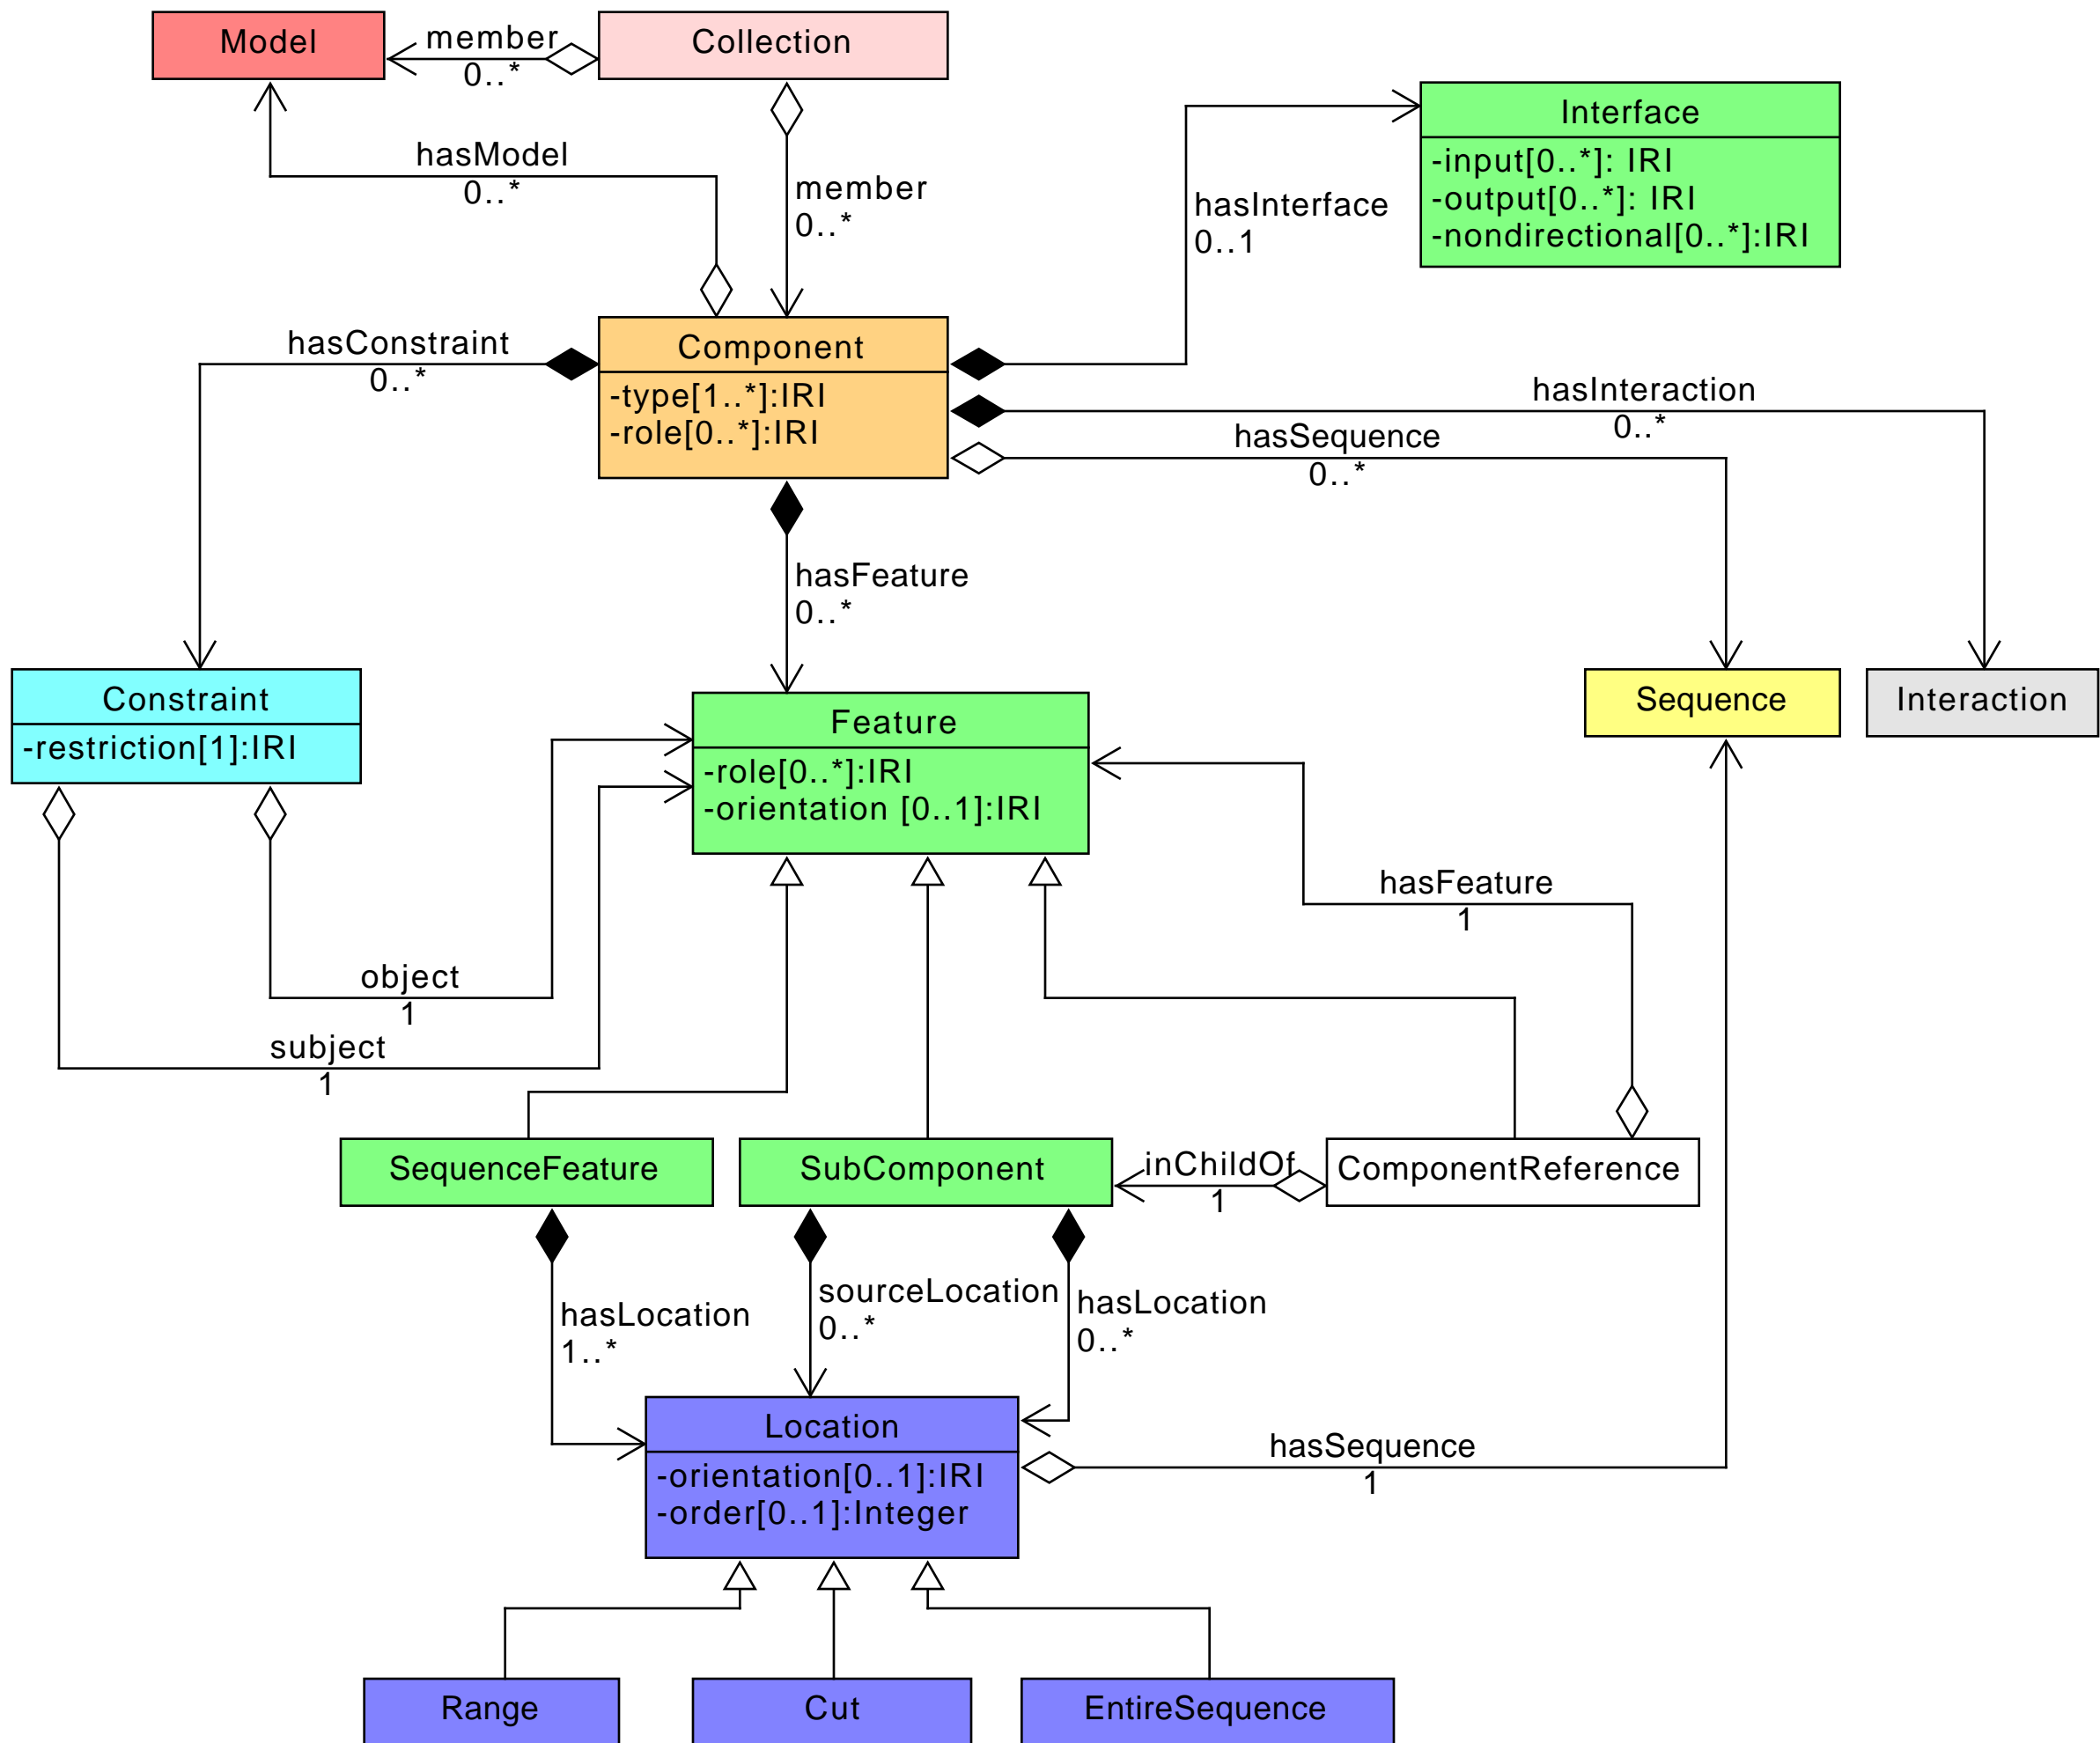 Model
member
0..*
Collection
Interface
-input[0..*]: IRI
-output[0..*]: IRI
-nondirectional[0..*]:IRI
hasModel
0..*
member
0..*
hasInterface
0..1
hasConstraint
0..*
Component
-type[1..*]:IRI
-role[0..*]:IRI
hasInteraction
0..*
hasSequence
0..*
hasFeature
0..*
Constraint
-restriction[1]:IRI
Feature
-role[0..*]:IRI
-orientation [0..1]:IRI
Sequence
Interaction
hasFeature
1
object
1
subject
1
SequenceFeature
SubComponent
inChildOf
1
ComponentReference
hasLocation
1..*
sourceLocation
0..*
hasLocation
0..*
Location
-orientation[0..1]:IRI
-order[0..1]:Integer
hasSequence
1
Range
Cut
EntireSequence